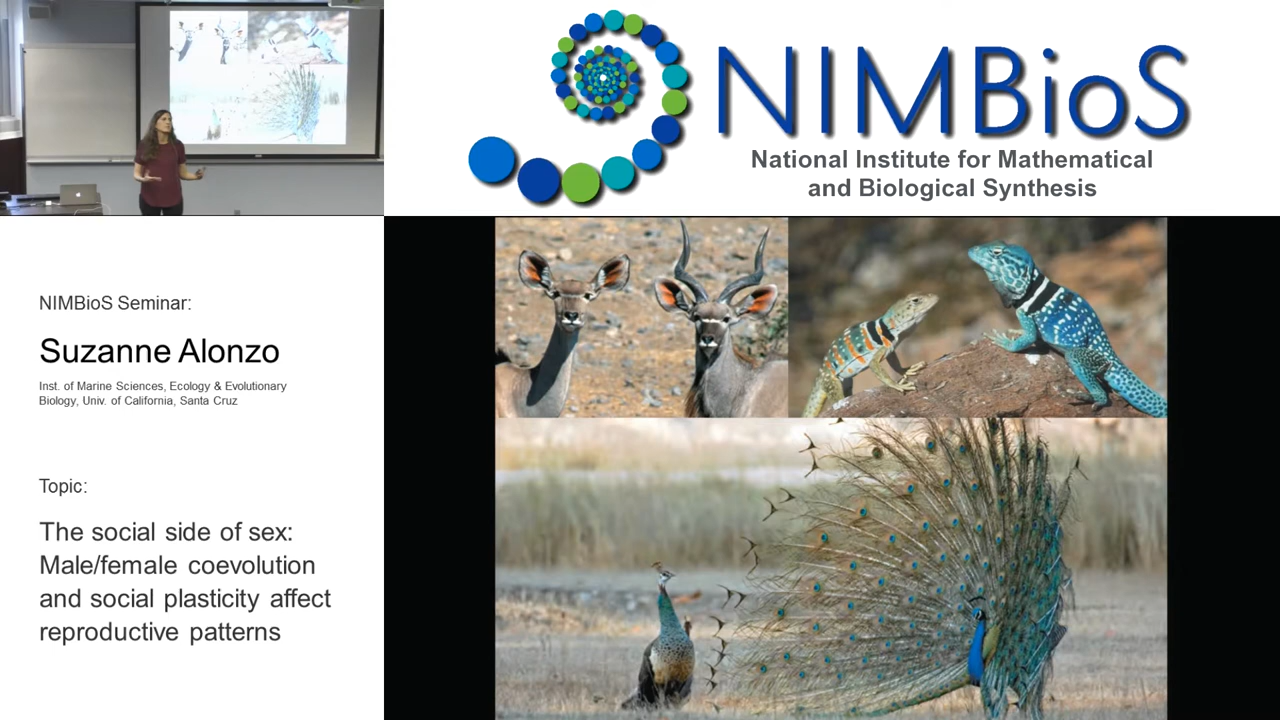 NIMBioS
National Institute for Mathematical
and Biological Synthesis
NIMBioS Seminar:
Suzanne Alonzo
Inst. of Marine Sciences, Ecology & Evolutionary
Biology, Univ. of California, Santa Cruz
Topic:
The social side of sex:
Male/female coevolution
and social plasticity affect
reproductive patterns